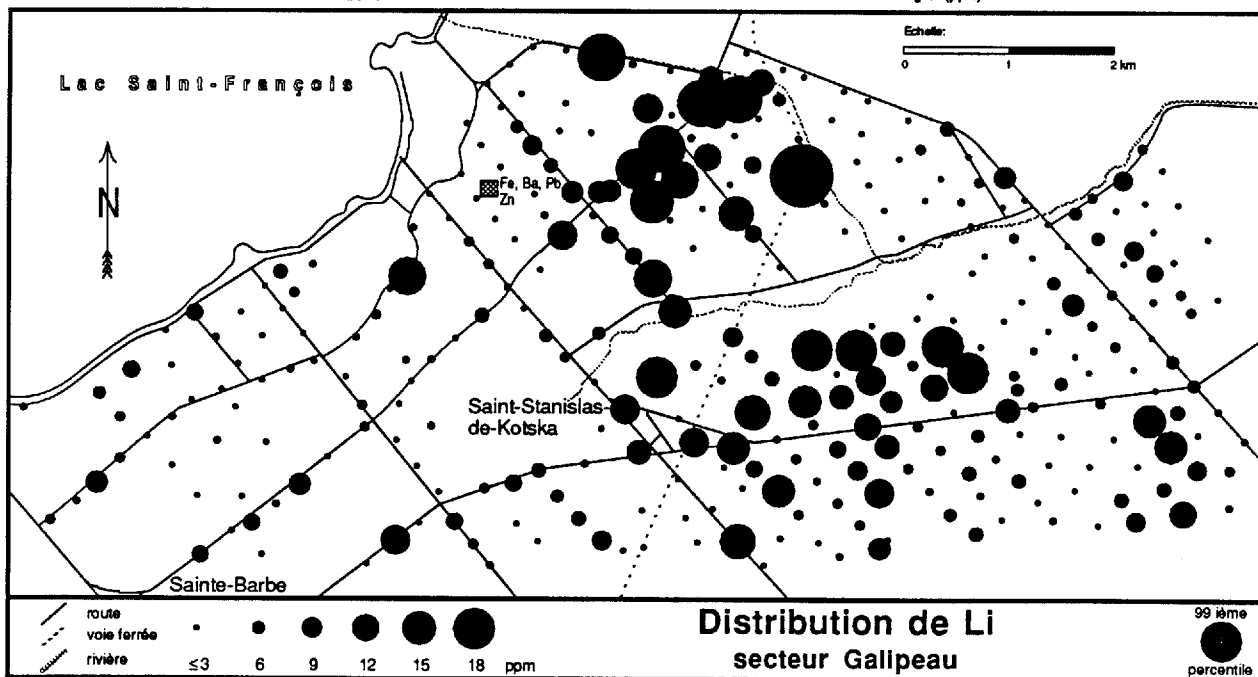 Echelle:
0 1 2 km
Lac Saint-François
N
Fe, Ba, Pb
Zn
Saint-Stanislas-
de-Kotska
Sainte-Barbe
route
voie ferrée
rivière
≤3 6 9 12 15 18 ppm
Distribution de Li
secteur Galipeau
99 ième
percentile